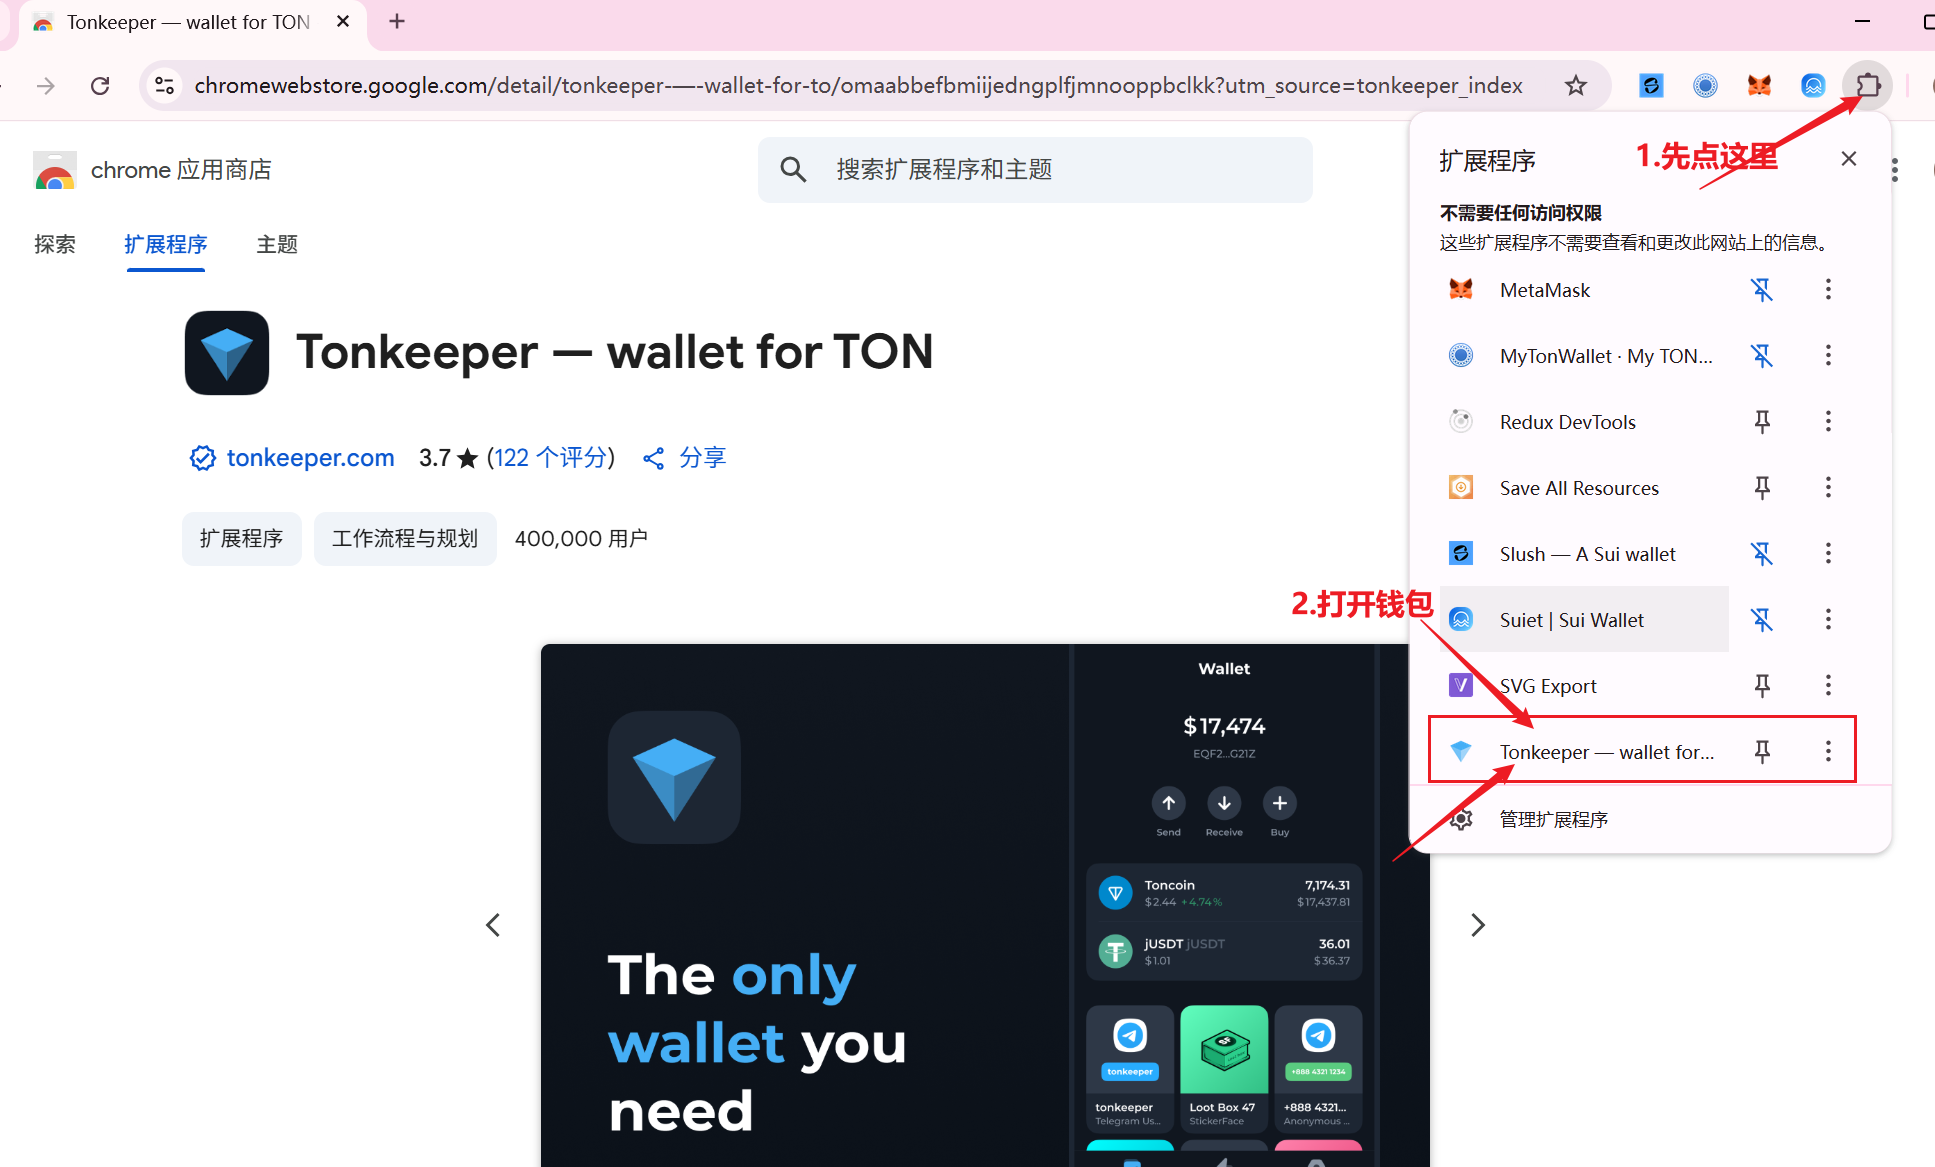 Tonkeeper — wallet for TON
chromewebstore.google.com/detail/tonkeeper-—-wallet-for-to/omaabbefbmiijedngplfjmnooppbclkk?utm_source=tonkeeper_index
chrome 应用商店
搜索扩展程序和主题
探索
扩展程序
主题
Tonkeeper — wallet for TON
tonkeeper.com
3.7★ (122 个评分)
分享
扩展程序
工作流程与规划
400,000 用户
The only
wallet you
need
Wallet
$17,474
EQF2...G21Z
Send
Receive
Buy
Toncoin
7,174.31
$2.44 +4.74%
$17,437.81
jUSDT jUSDT
36.01
$1.01
$36.37
tonkeeper
+888 4321 1234
tonkeeper
Telegram Us...
Loot Box 47
StickerFace
+888 4321...
Anonymous ...
扩展程序
1.先点这里
不需要任何访问权限
这些扩展程序不需要查看和更改此网站上的信息。
MetaMask
MyTonWallet · My TON...
Redux DevTools
Save All Resources
Slush — A Sui wallet
2.打开钱包
Suiet | Sui Wallet
SVG Export
Tonkeeper — wallet for...
管理扩展程序